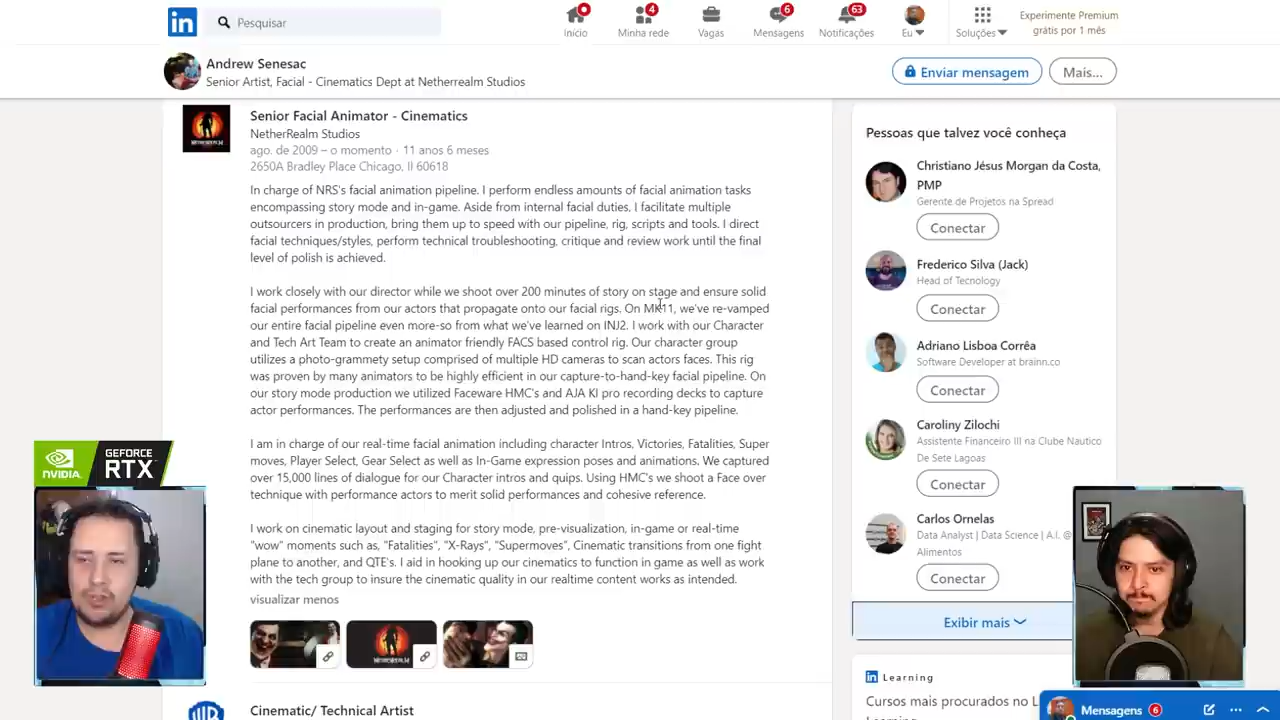 in
Pesquisar
4
6
63
Início
Minha rede
Vagas
Mensagens
Notificações
Eu
Soluções
Experimente Premium
grátis por 1 mês
Andrew Senesac
Senior Artist, Facial - Cinematics Dept at Netherrealm Studios
Enviar mensagem
Mais...
Senior Facial Animator - Cinematics
NetherRealm Studios
ago. de 2009 – o momento · 11 anos 6 meses
2650A Bradley Place Chicago, Il 60618
In charge of NRS's facial animation pipeline. I perform endless amounts of facial animation tasks
encompassing story mode and in-game. Aside from internal facial duties, I facilitate multiple
outsourcers in production, bring them up to speed with our pipeline, rig, scripts and tools. I direct
facial techniques/styles, perform technical troubleshooting, critique and review work until the final
level of polish is achieved.
I work closely with our director while we shoot over 200 minutes of story on stage and ensure solid
facial performances from our actors that propagate onto our facial rigs. On MK11, we've re-vamped
our entire facial pipeline even more-so from what we've learned on INJ2. I work with our Character
and Tech Art Team to create an animator friendly FACS based control rig. Our character group
utilizes a photo-grammety setup comprised of multiple HD cameras to scan actors faces. This rig
was proven by many animators to be highly efficient in our capture-to-hand-key facial pipeline. On
our story mode production we utilized Faceware HMC's and AJA KI pro recording decks to capture
actor performances. The performances are then adjusted and polished in a hand-key pipeline.
I am in charge of our real-time facial animation including character Intros, Victories, Fatalities, Super
moves, Player Select, Gear Select as well as In-Game expression poses and animations. We captured
over 15,000 lines of dialogue for our Character intros and quips. Using HMC's we shoot a Face over
technique with performance actors to merit solid performances and cohesive reference.
I work on cinematic layout and staging for story mode, pre-visualization, in-game or real-time
"wow" moments such as, "Fatalities", "X-Rays", "Supermoves", Cinematic transitions from one fight
plane to another, and QTE's. I aid in hooking up our cinematics to function in game as well as work
with the tech group to insure the cinematic quality in our realtime content works as intended.
visualizar menos
NETHERREALM
Cinematic/ Technical Artist
Pessoas que talvez você conheça
Christiano Jésus Morgan da Costa,
PMP
Gerente de Projetos na Spread
Conectar
Frederico Silva (Jack)
Head of Tecnology
Conectar
Adriano Lisboa Corrêa
Software Developer at brainn.co
Conectar
Caroliny Zilochi
Assistente Financeiro III na Clube Nautico
De Sete Lagoas
Conectar
Carlos Ornelas
Data Analyst | Data Science | A.I. @
Alimentos
Conectar
Exibir mais
in Learning
Cursos mais procurados no L
Learning
Mensagens 6
NVIDIA.
GEFORCE
RTX